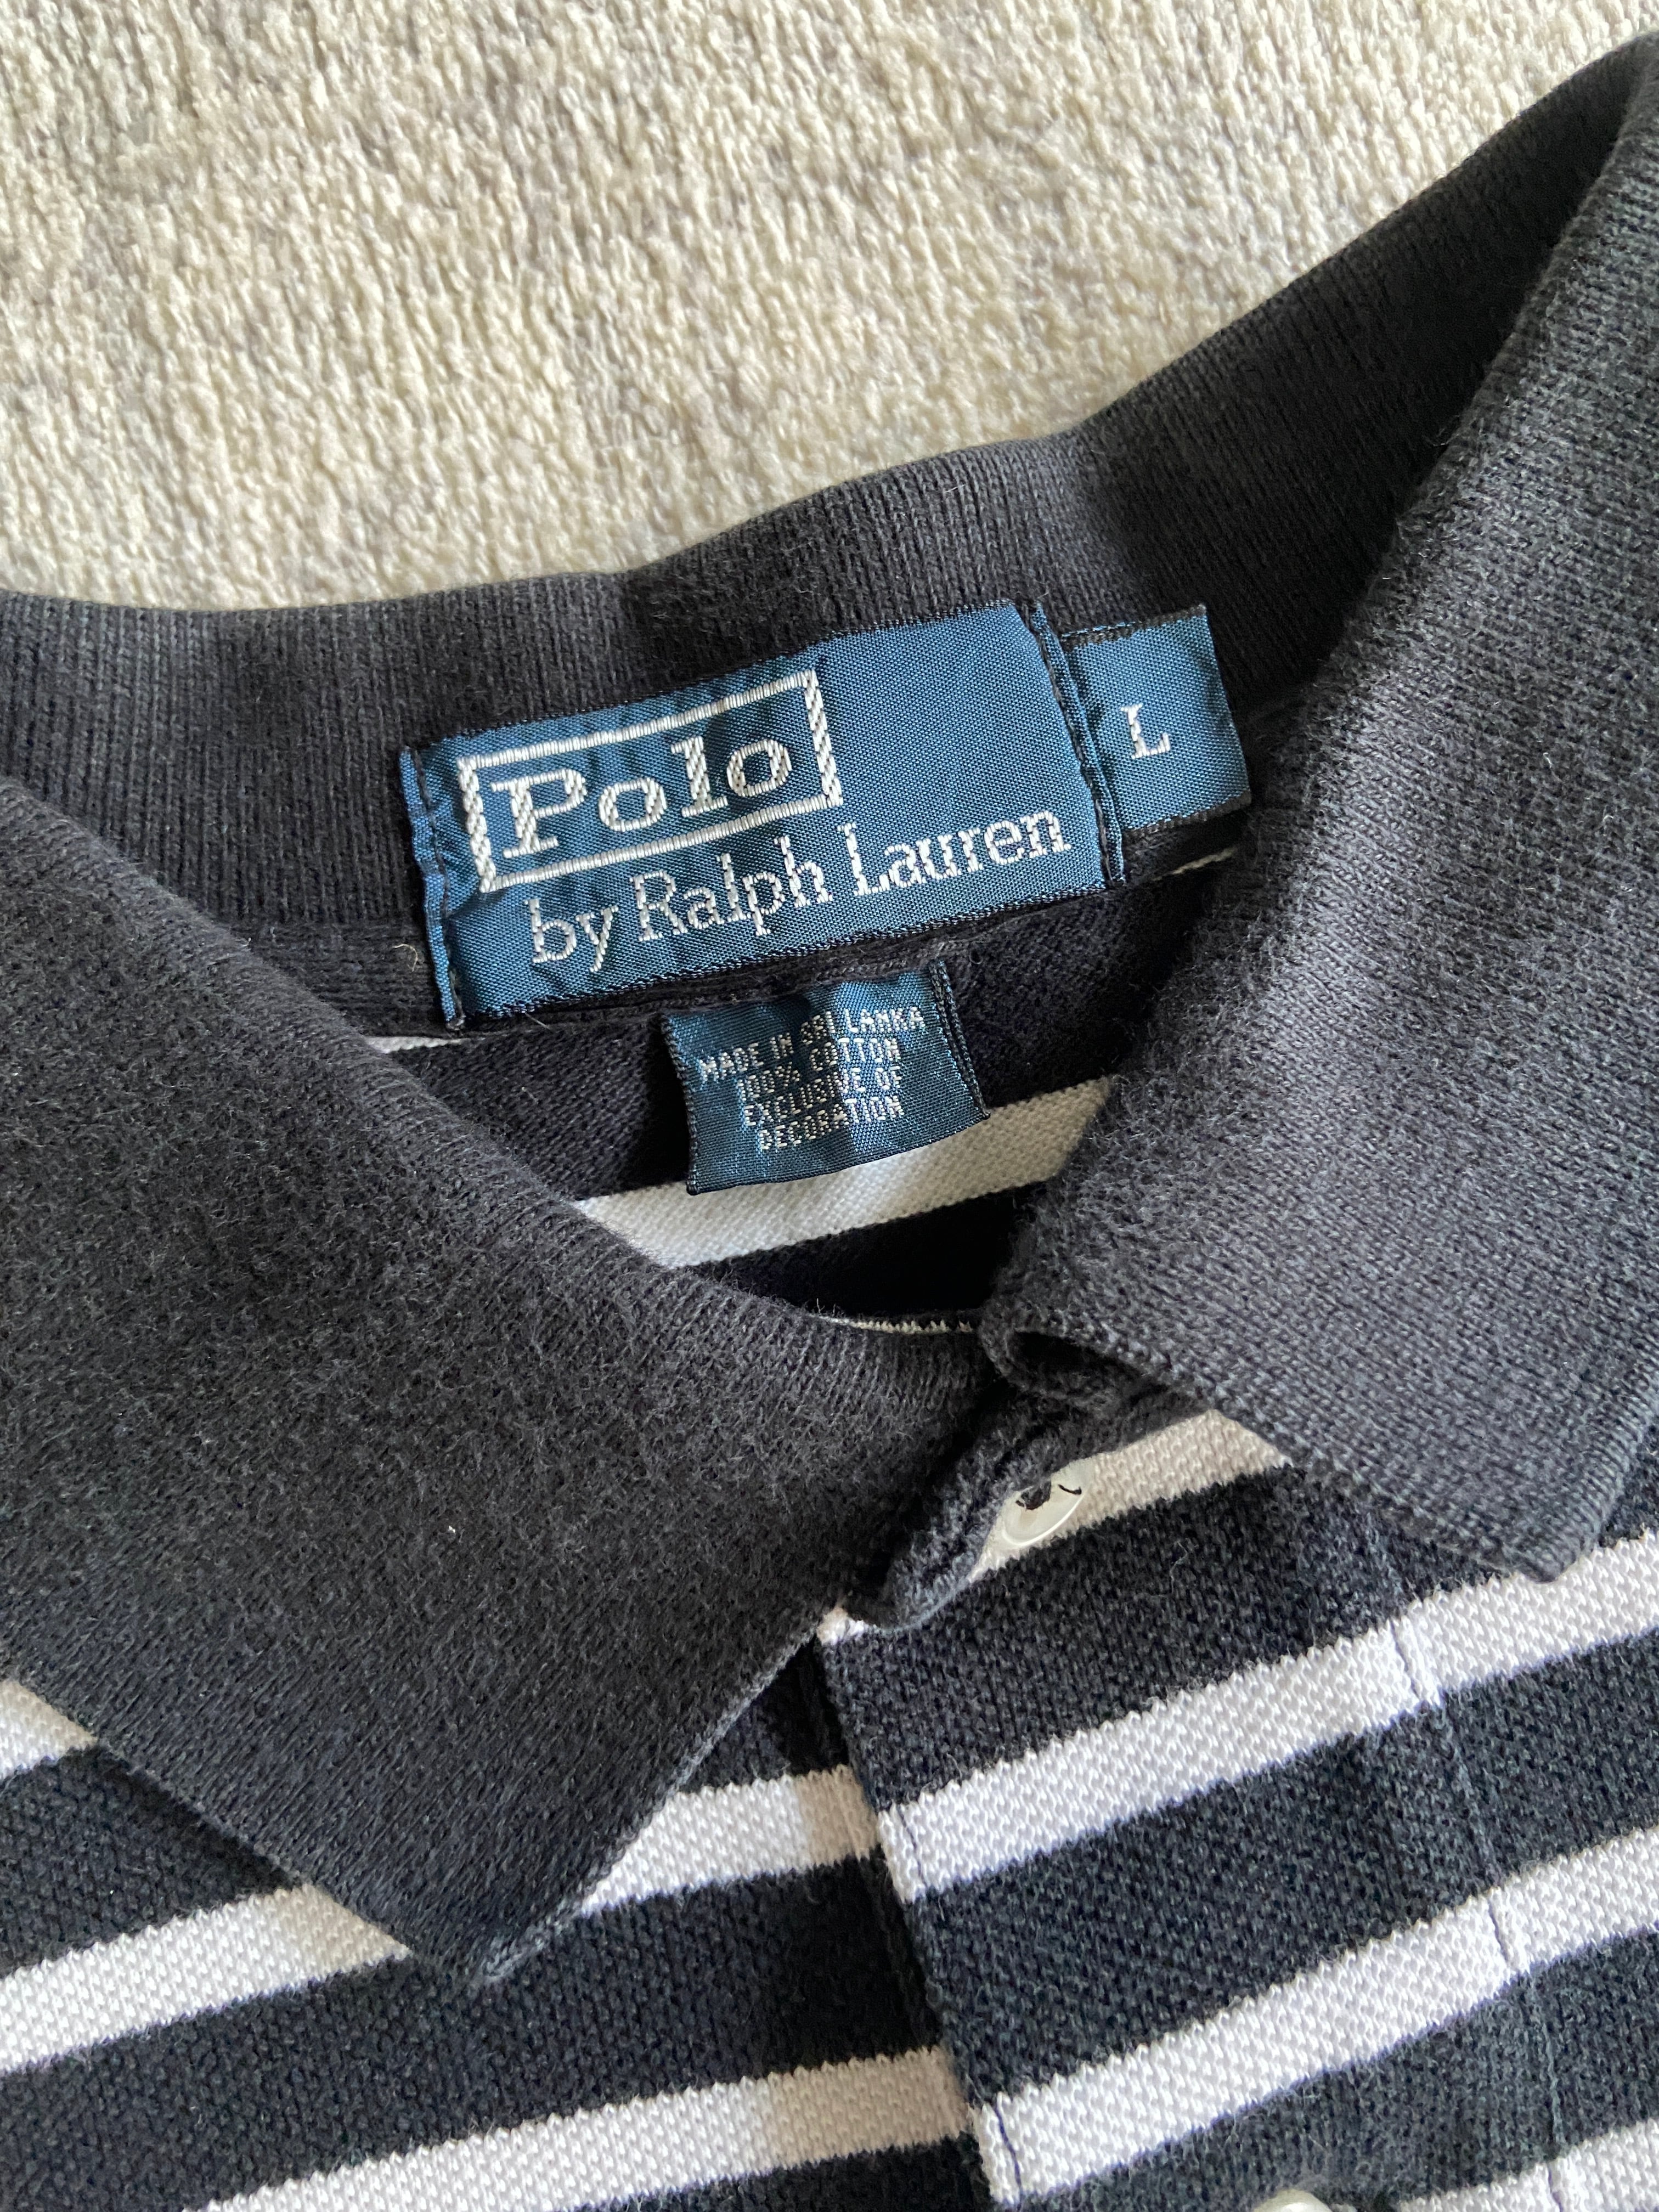 Polo
by Ralph Lauren
L
MADE IN SRI LANKA
100% COTTON
EXCLUSIVE OF
DECORATION